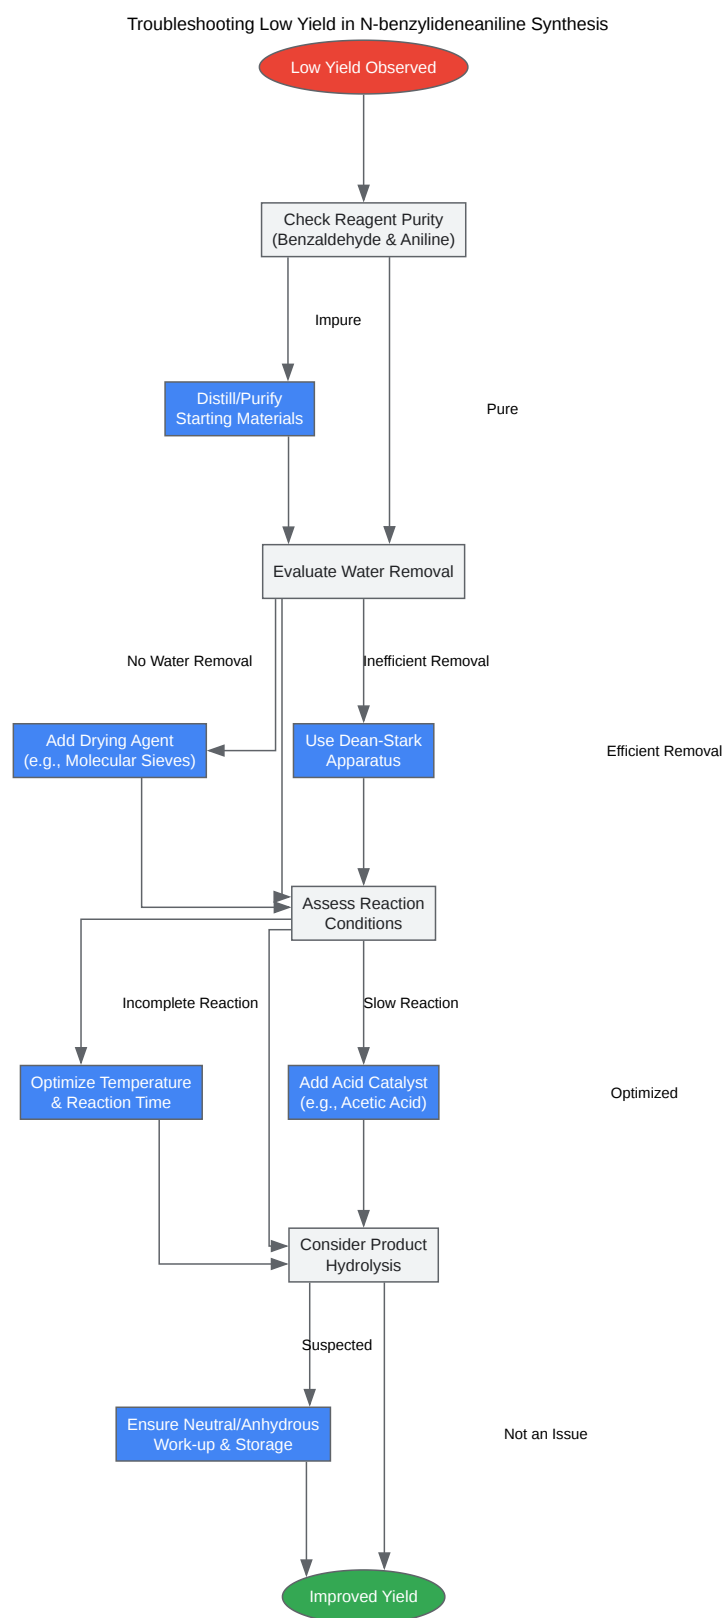 Troubleshooting Low Yield in N-benzylideneaniline Synthesis
Low Yield Observed
Check Reagent Purity
(Benzaldehyde & Aniline)
Impure
Distill/Purify
Starting Materials
Pure
Evaluate Water Removal
No Water Removal
Inefficient Removal
Add Drying Agent
(e.g., Molecular Sieves)
Use Dean-Stark
Apparatus
Efficient Removal
Assess Reaction
Conditions
Incomplete Reaction
Slow Reaction
Optimize Temperature
& Reaction Time
Add Acid Catalyst
(e.g., Acetic Acid)
Optimized
Consider Product
Hydrolysis
Suspected
Ensure Neutral/Anhydrous
Work-up & Storage
Not an Issue
Improved Yield